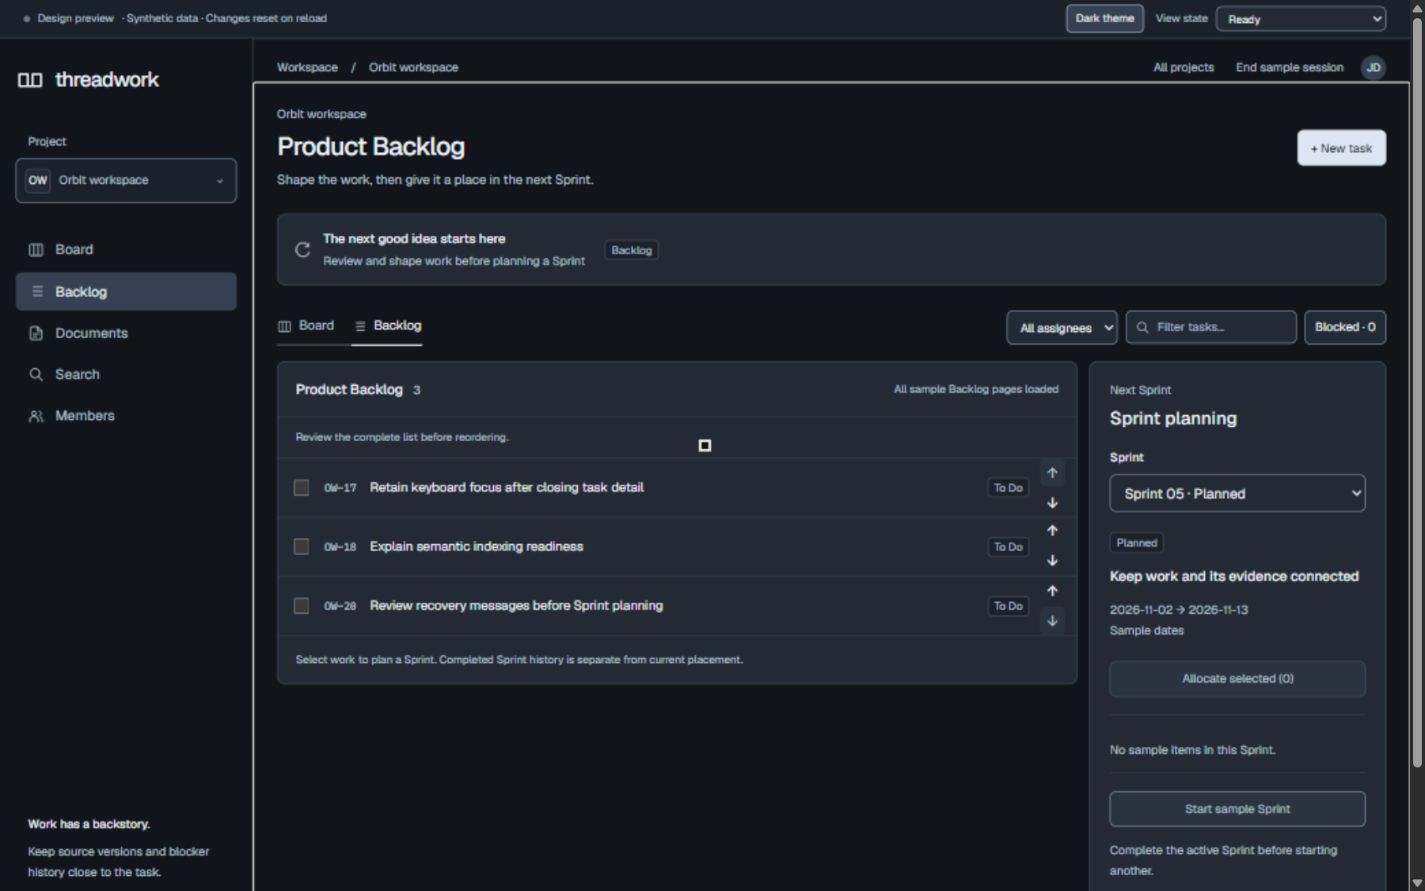 Design preview · Synthetic data · Changes reset on reload
Dark theme
View state
Ready
threadwork
Workspace / Orbit workspace
All projects
End sample session
JD
Project
OW Orbit workspace
Board
Backlog
Documents
Search
Members
Work has a backstory.
Keep source versions and blocker
history close to the task.
Orbit workspace
Product Backlog
Shape the work, then give it a place in the next Sprint.
+ New task
The next good idea starts here
Review and shape work before planning a Sprint
Backlog
Board
Backlog
All assignees
Filter tasks...
Blocked · 0
Product Backlog 3
All sample Backlog pages loaded
Review the complete list before reordering.
OW-17 Retain keyboard focus after closing task detail To Do
OW-18 Explain semantic indexing readiness To Do
OW-20 Review recovery messages before Sprint planning To Do
Select work to plan a Sprint. Completed Sprint history is separate from current placement.
Next Sprint
Sprint planning
Sprint
Sprint 05 · Planned
Planned
Keep work and its evidence connected
2026-11-02 → 2026-11-13
Sample dates
Allocate selected (0)
No sample items in this Sprint.
Start sample Sprint
Complete the active Sprint before starting
another.